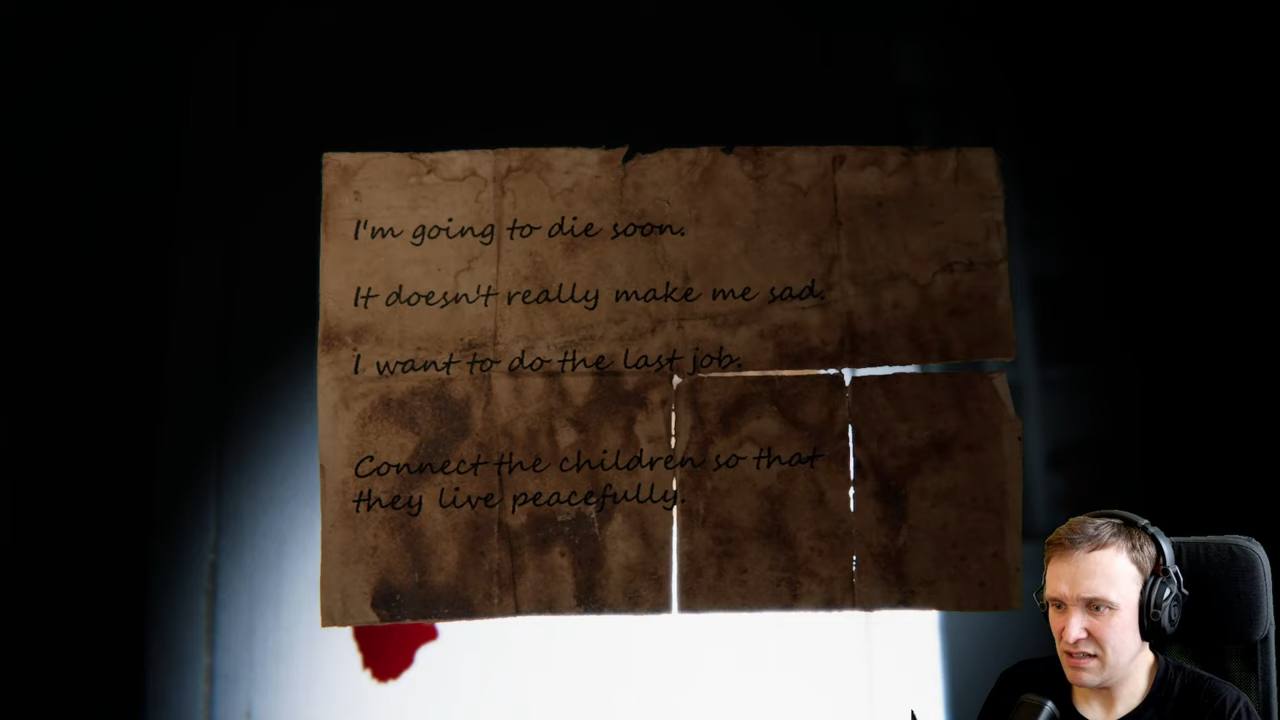 I'm going to die soon.
It doesn't really make me sad.
I want to do the last job.
Connect the children so that
they live peacefully.